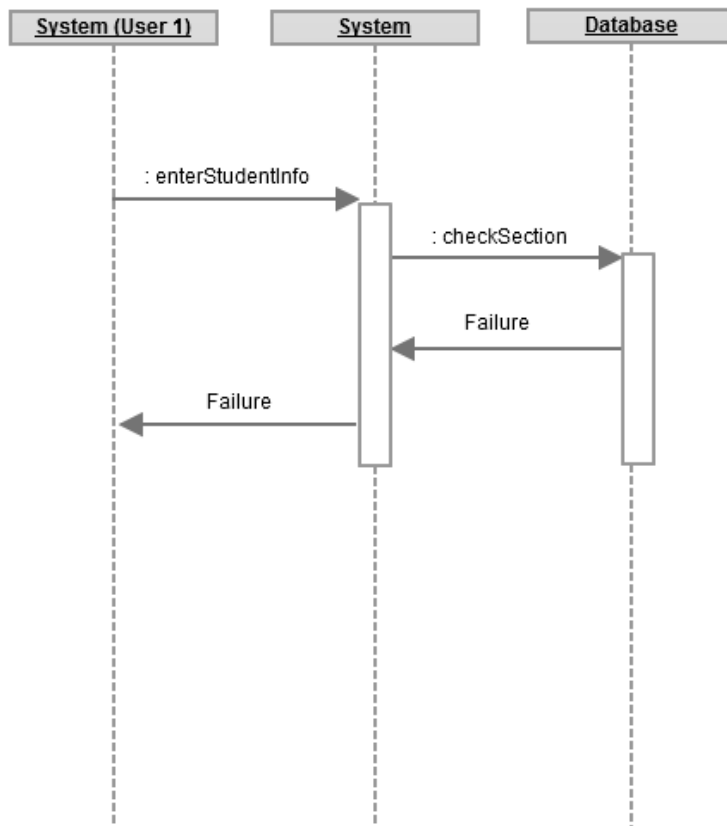 System (User 1)
System
Database
: enterStudentInfo
: checkSection
Failure
Failure